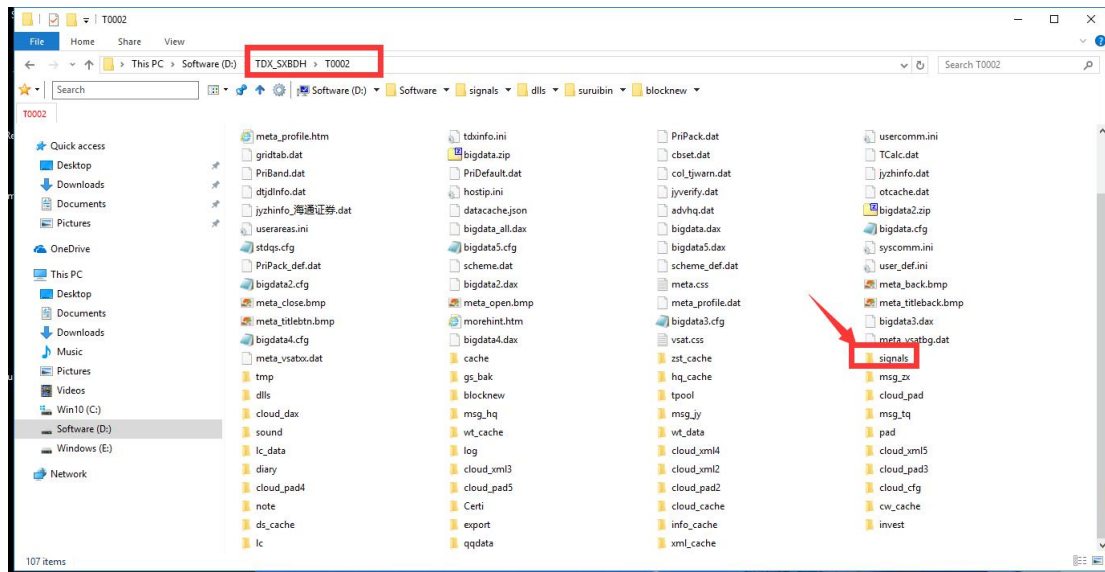 T0002
File Home Share View
This PC Software (D:) TDX_SXBDH T0002 Search T0002
Search Software (D:) Software signals dlls suruibin blocknew
T0002
Quick access
Desktop
Downloads
Documents
Pictures
OneDrive
This PC
Desktop
Documents
Downloads
Music
Pictures
Videos
Win10 (C:)
Software (D:)
Windows (E:)
Network
meta_profile.htm tdxinfo.ini PriPack.dat usercomm.ini
gridtab.dat bigdata.zip cbset.dat TCalc.dat
PriBand.dat PriDefault.dat col_tjwarn.dat jyzhinfo.dat
dtjdInfo.dat hostip.ini jyverify.dat otcache.dat
jyzhinfo_海通证券.dat datacache.json advhq.dat bigdata2.zip
userareas.ini bigdata_all.dax bigdata.dax bigdata.cfg
stdqs.cfg bigdata5.cfg bigdata5.dax syscomm.ini
PriPack_def.dat scheme.dat scheme_def.dat user_def.ini
bigdata2.cfg bigdata2.dax meta.css meta_back.bmp
meta_close.bmp meta_open.bmp meta_profile.dat meta_titleback.bmp
meta_titlebtn.bmp morehint.htm bigdata3.cfg bigdata3.dax
bigdata4.cfg bigdata4.dax vsat.css meta_vsatbg.dat
meta_vsatxx.dat cache zst_cache signals
tmp gs_bak hq_cache msg_zx
dlls blocknew tpool cloud_pad
cloud_dax msg_hq msg_jy msg_tq
sound wt_cache wt_data pad
lc_data log cloud_xml4 cloud_xml5
diary cloud_xml3 cloud_xml2 cloud_pad3
cloud_pad4 cloud_pad5 cloud_pad2 cloud_cfg
note Certi cloud_cache cw_cache
ds_cache export info_cache invest
lc qqdata xml_cache
107 items